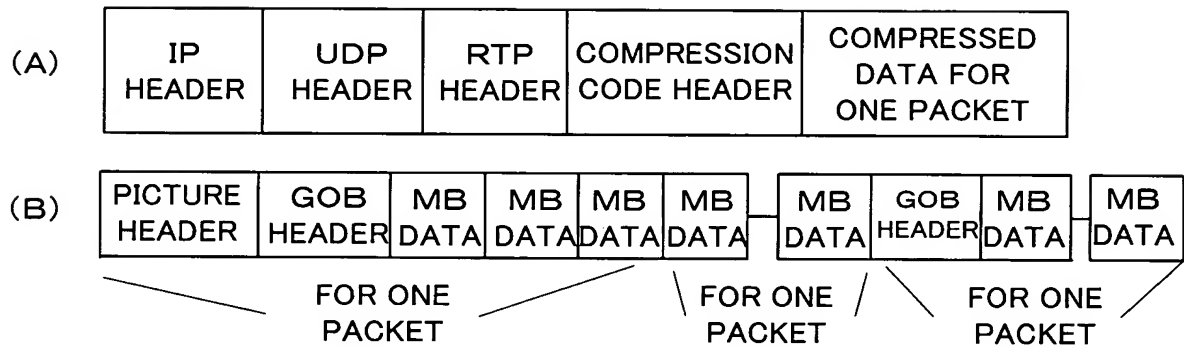 (A)
IP HEADER
UDP HEADER
RTP HEADER
COMPRESSION CODE HEADER
COMPRESSED DATA FOR ONE PACKET
(B)
PICTURE HEADER
GOB HEADER
MB DATA
MB DATA
MB DATA
MB DATA
MB DATA
GOB HEADER
MB DATA
MB DATA
FOR ONE PACKET
FOR ONE PACKET
FOR ONE PACKET